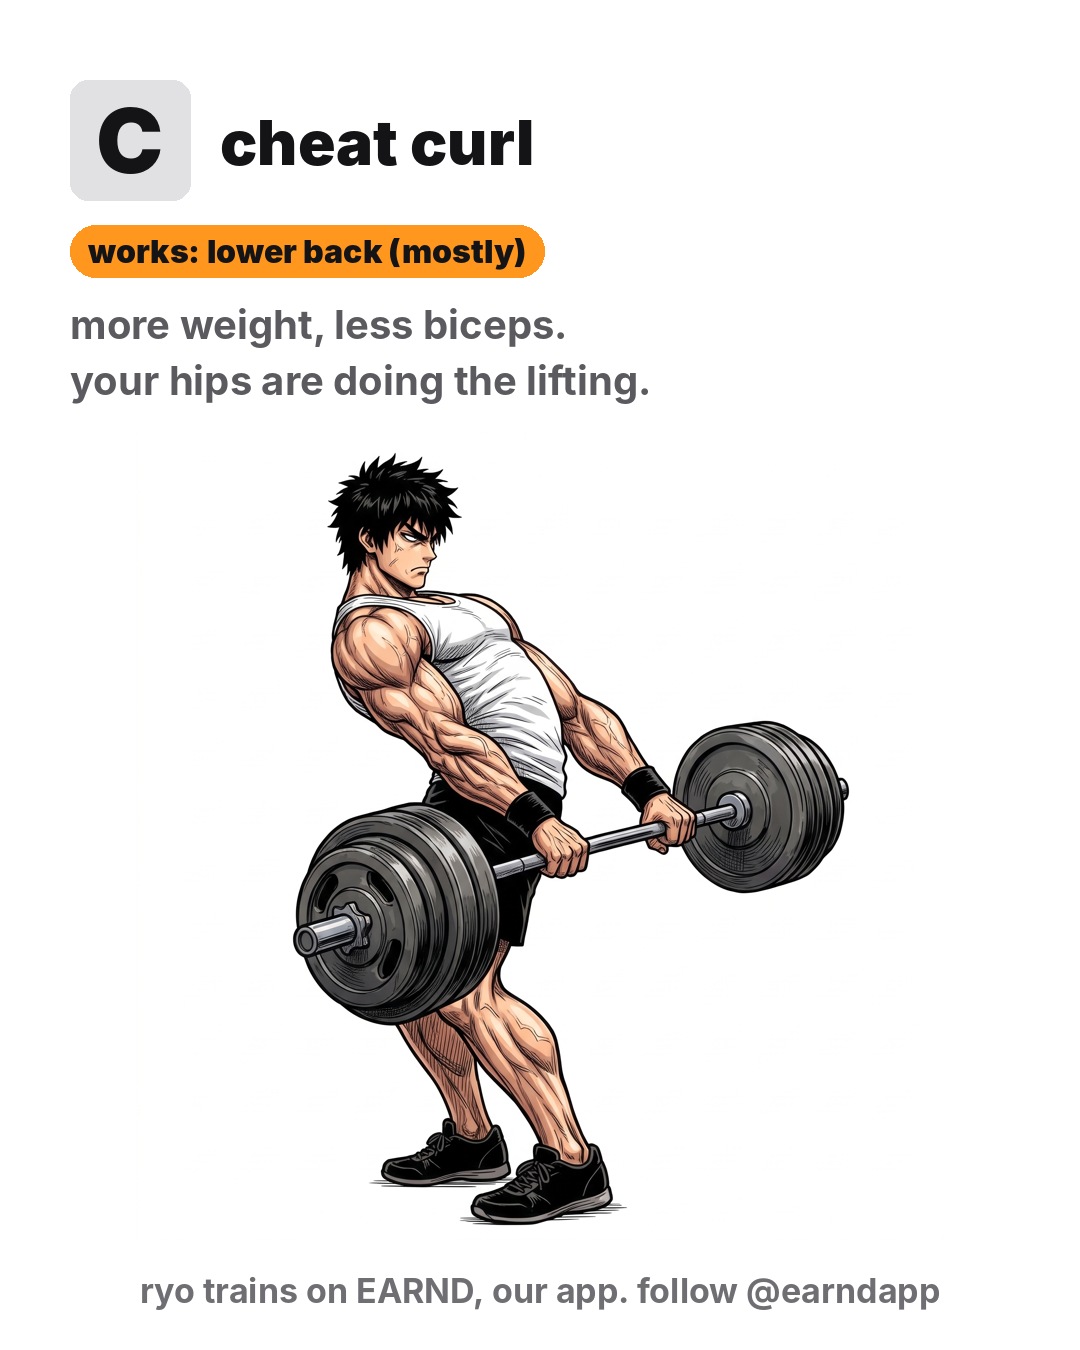 C
cheat curl
works: lower back (mostly)
more weight, less biceps.
your hips are doing the lifting.
ryo trains on EARND, our app. follow @earndapp